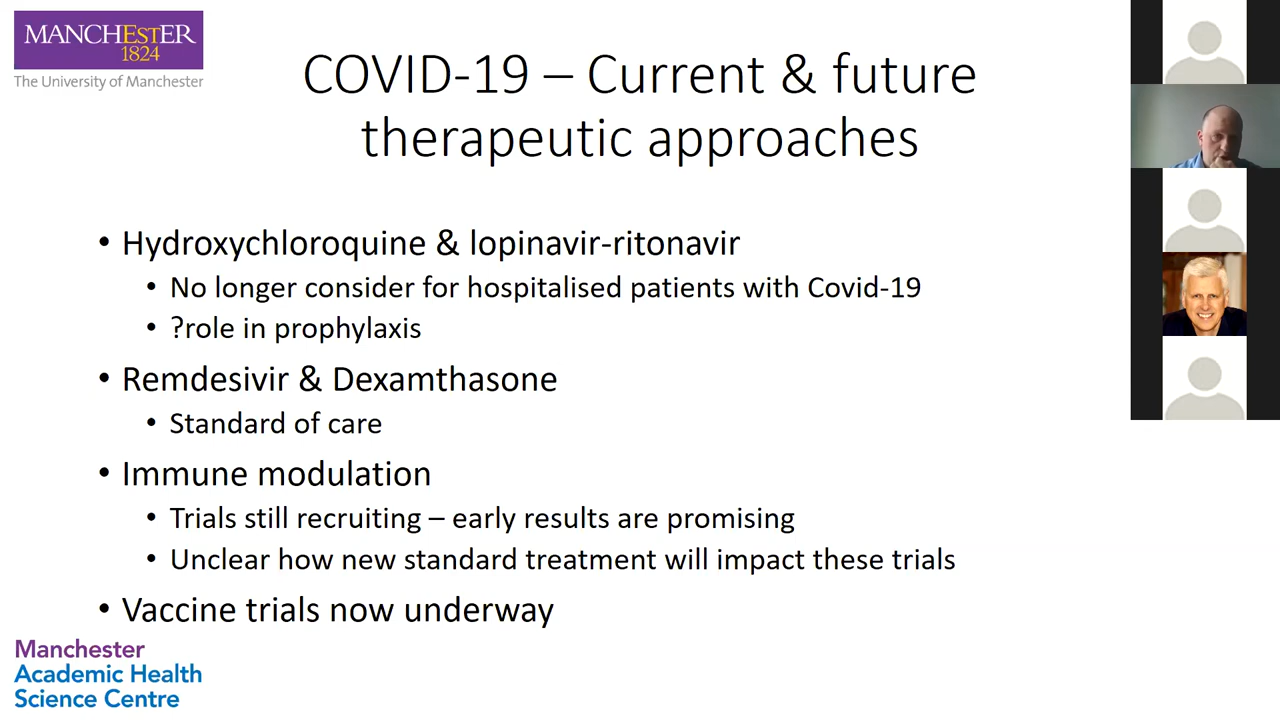 MANCHESTER
1824
The University of Manchester
COVID-19 – Current & future
therapeutic approaches
• Hydroxychloroquine & lopinavir-ritonavir
• No longer consider for hospitalised patients with Covid-19
• ?role in prophylaxis
• Remdesivir & Dexamthasone
• Standard of care
• Immune modulation
• Trials still recruiting – early results are promising
• Unclear how new standard treatment will impact these trials
• Vaccine trials now underway
Manchester
Academic Health
Science Centre